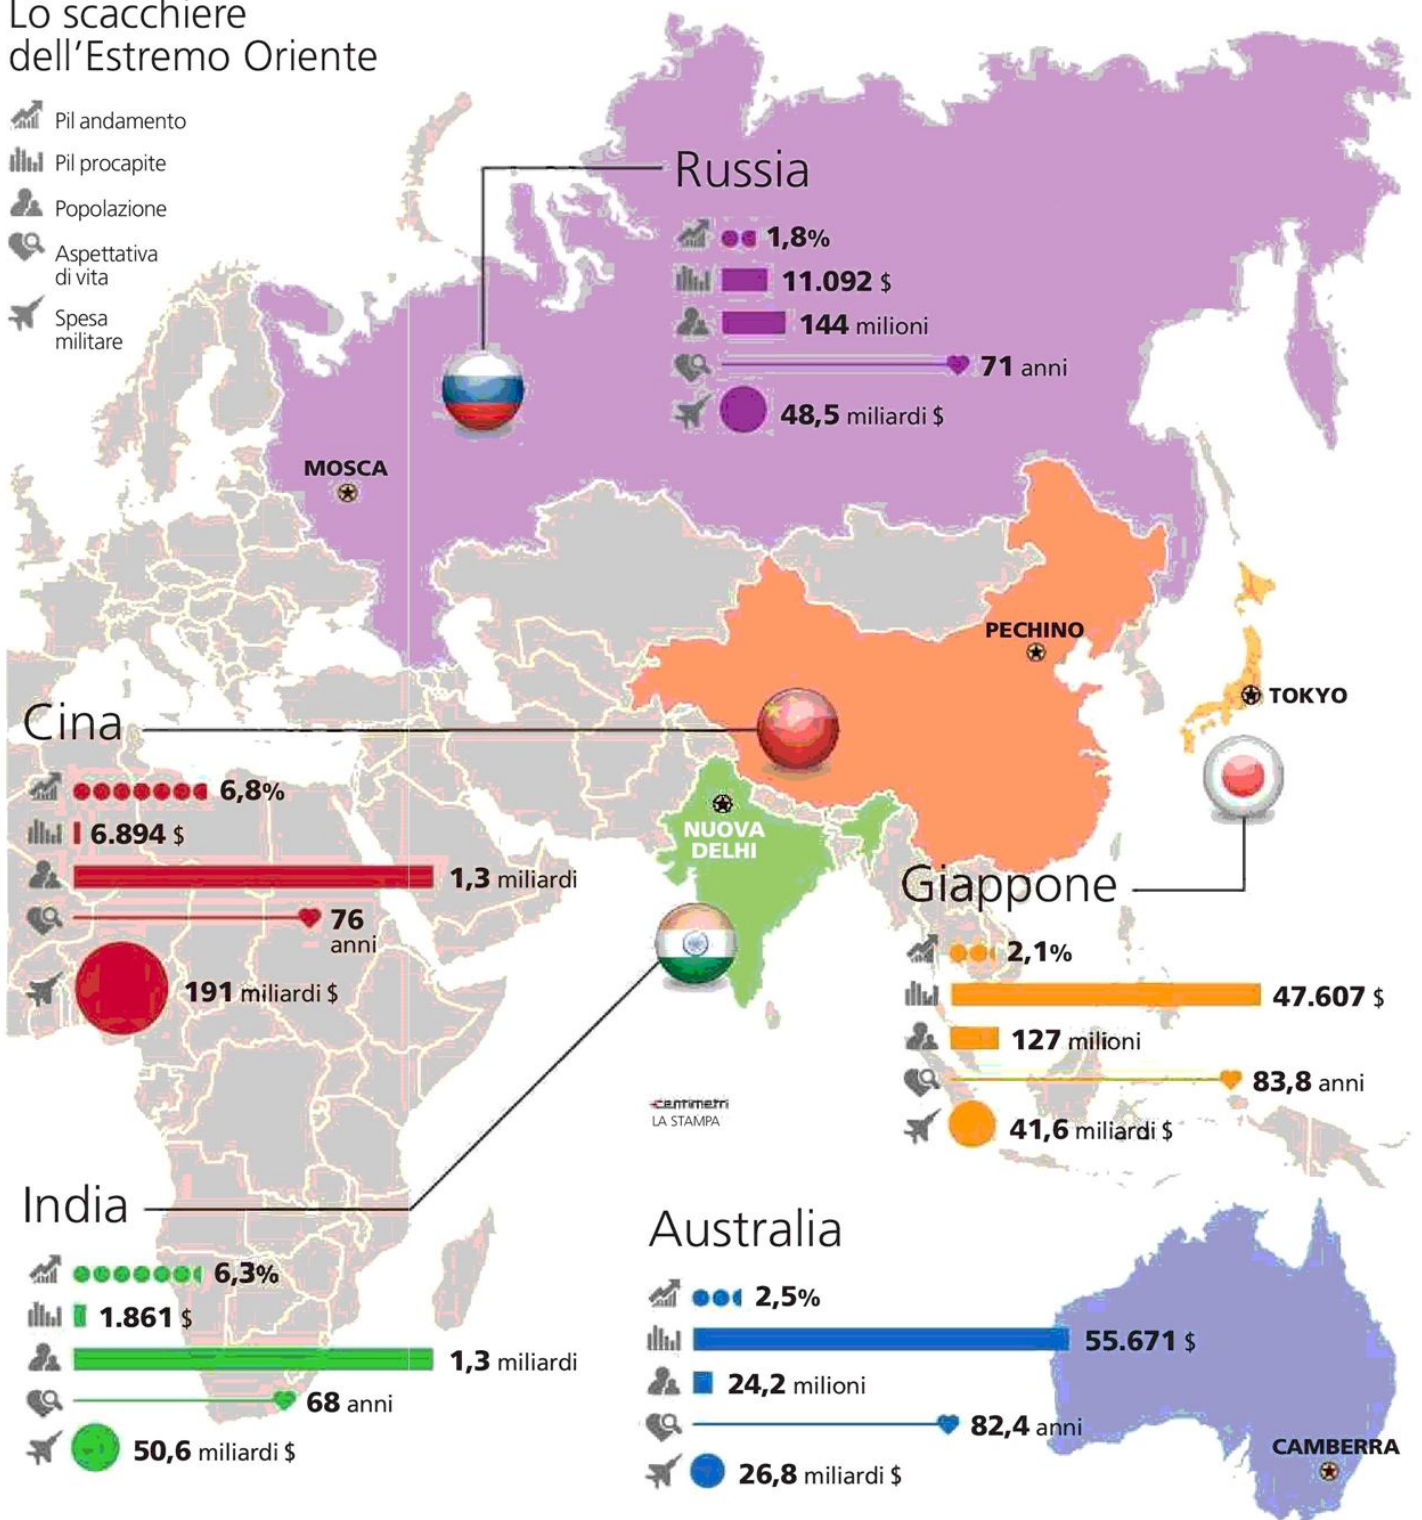 Lo scacchiere
dell'Estremo Oriente
Pil andamento
Pil procapite
Popolazione
Aspettativa
di vita
Spesa
militare
Russia
1,8%
11.092 $
144 milioni
71 anni
48,5 miliardi $
MOSCA
PECHINO
TOKYO
Cina
6,8%
6.894 $
1,3 miliardi
76
anni
191 miliardi $
NUOVA
DELHI
Giappone
2,1%
47.607 $
127 milioni
83,8 anni
41,6 miliardi $
centimetri
LA STAMPA
India
6,3%
1.861 $
1,3 miliardi
68 anni
50,6 miliardi $
Australia
2,5%
55.671 $
24,2 milioni
82,4 anni
26,8 miliardi $
CAMBERRA